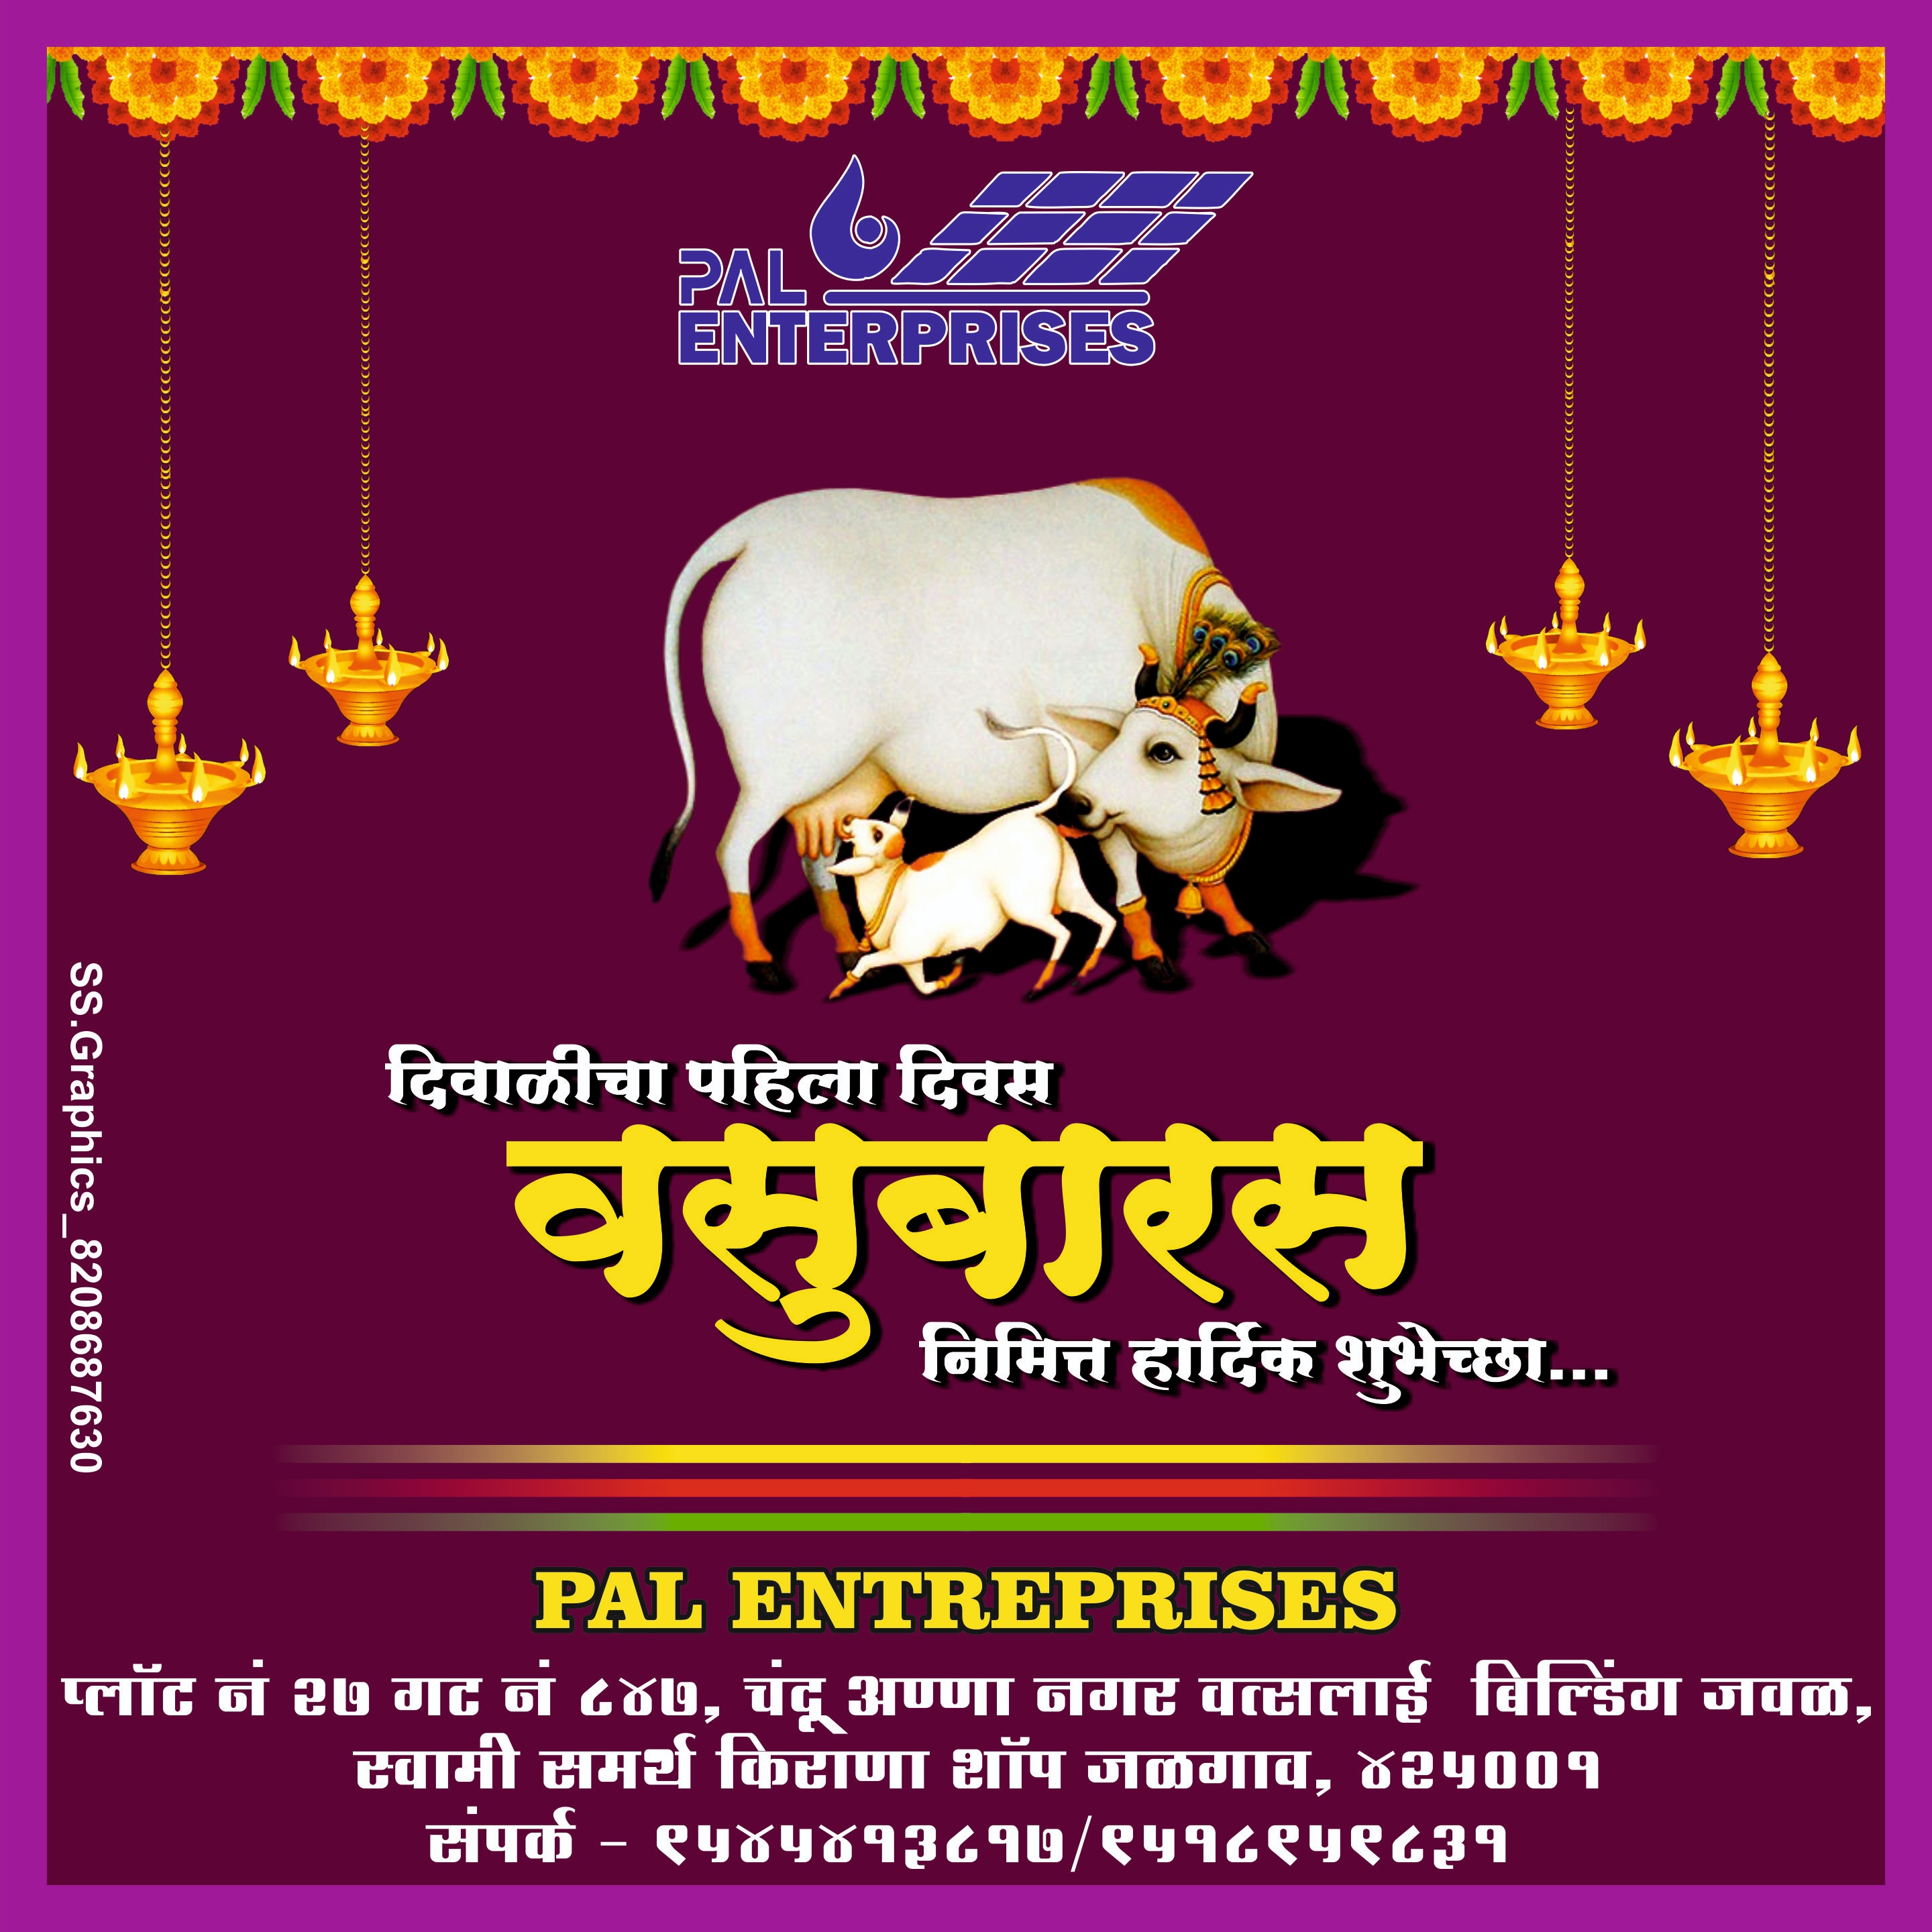 PAL
ENTERPRISES
दिवाळीचा पहिला दिवस
वसुबारस
निमित्त हार्दिक शुभेच्छा...
SS.Graphics_8208687630
PAL ENTREPRISES
प्लॉट नं २७ गट नं ८४७, चंदू अण्णा नगर वत्सलाई बिल्डिंग जवळ,
स्वामी समर्थ किराणा शॉप जळगाव, ४२५००१
संपर्क - ९५४५४१३८१७/९५१८९५९८३१